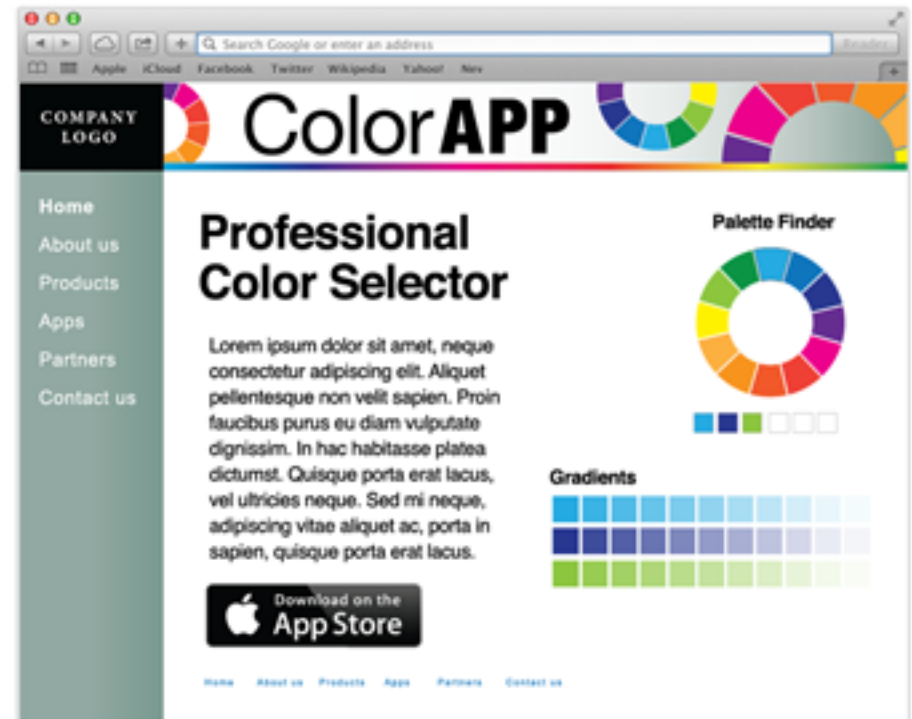 Search Google or enter an address
Reader
Apple iCloud Facebook Twitter Wikipedia Yahoo! Nev
COMPANY
LOGO
ColorAPP
Home
About us
Products
Apps
Partners
Contact us
Professional
Color Selector
Lorem ipsum dolor sit amet, neque
consectetur adipiscing elit. Aliquet
pellentesque non velit sapien. Proin
faucibus purus eu diam vulputate
dignissim. In hac habitasse platea
dictumst. Quisque porta erat lacus,
vel ultricies neque. Sed mi neque,
adipiscing vitae aliquet ac, porta in
sapien, quisque porta erat lacus.
Download on the
App Store
Palette Finder
Gradients
Home About us Products Apps Partners Contact us